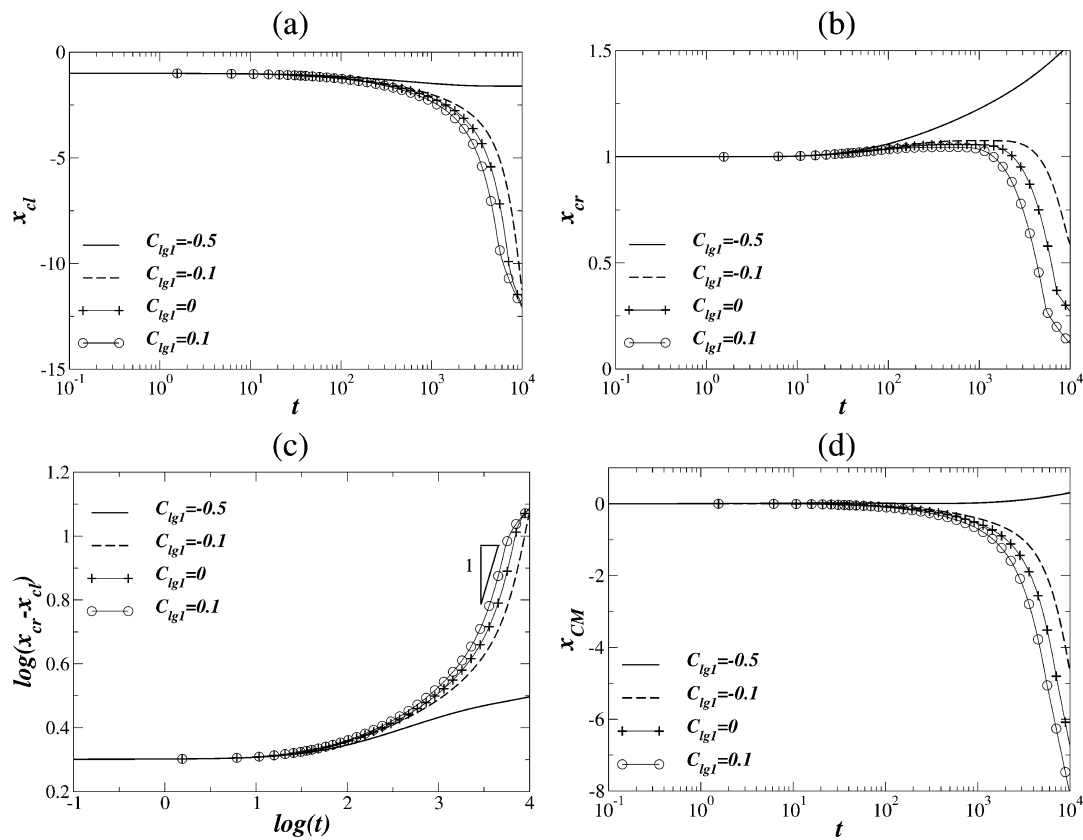 (a)
0
-5
-10
-15
x_cl
C_lg1=-0.5
C_lg1=-0.1
C_lg1=0
C_lg1=0.1
10^-1 10^0 10^1 10^2 10^3 10^4
t
(b)
1.5
1
0.5
0
x_cr
C_lg1=-0.5
C_lg1=-0.1
C_lg1=0
C_lg1=0.1
10^-1 10^0 10^1 10^2 10^3 10^4
t
(c)
1.2
1
0.8
0.6
0.4
0.2
log(x_cr-x_cl)
C_lg1=-0.5
C_lg1=-0.1
C_lg1=0
C_lg1=0.1
1
-1 0 1 2 3 4
log(t)
(d)
0
-2
-4
-6
-8
x_CM
C_lg1=-0.5
C_lg1=-0.1
C_lg1=0
C_lg1=0.1
10^-1 10^0 10^1 10^2 10^3 10^4
t